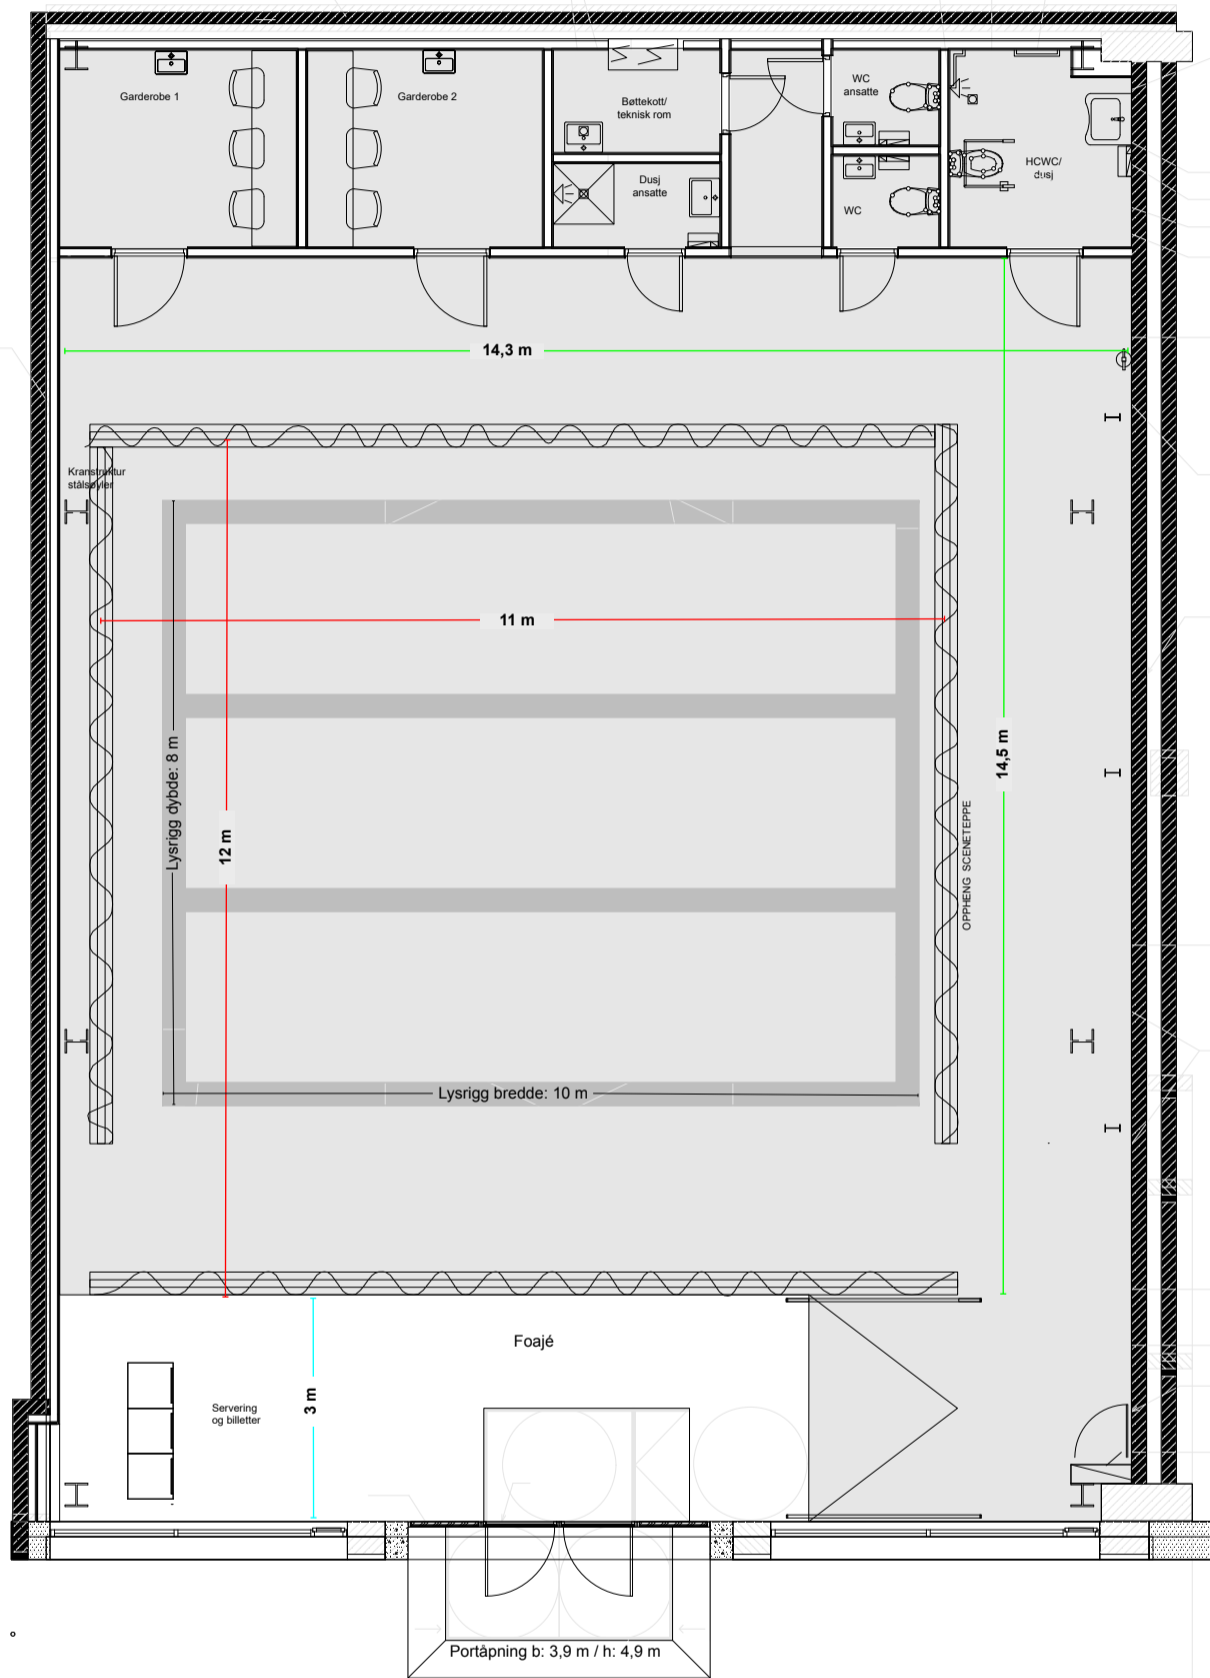 Garderobe 1
Garderobe 2
Bøttekott/
teknisk rom
WC
ansatte
HCWC/
dusj
Dusj
ansatte
WC
14,3 m
Kranstruktur
stålsøyler
11 m
Lysrigg dybde: 8 m
12 m
14,5 m
OPPHENG SCENETEPPE
Lysrigg bredde: 10 m
Foajé
3 m
Servering
og billetter
Portåpning b: 3,9 m / h: 4,9 m